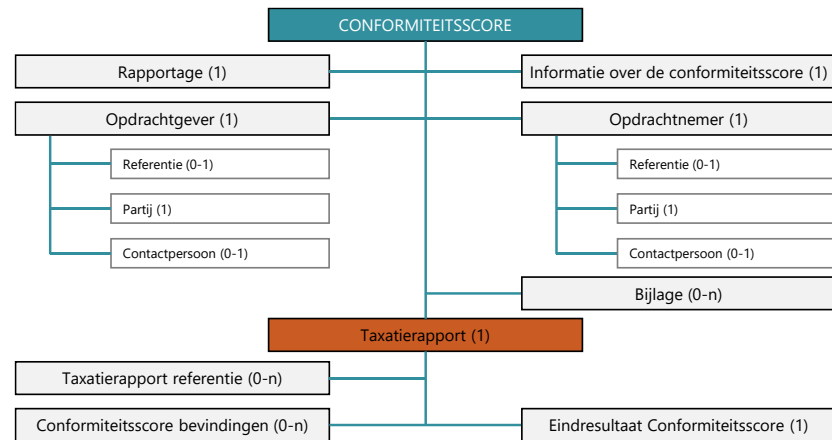 CONFORMITEITSSCORE
Rapportage (1)
Informatie over de conformiteitsscore (1)
Opdrachtgever (1)
Opdrachtnemer (1)
Referentie (0-1)
Referentie (0-1)
Partij (1)
Partij (1)
Contactpersoon (0-1)
Contactpersoon (0-1)
Bijlage (0-n)
Taxatierapport (1)
Taxatierapport referentie (0-n)
Conformiteitsscore bevindingen (0-n)
Eindresultaat Conformiteitsscore (1)